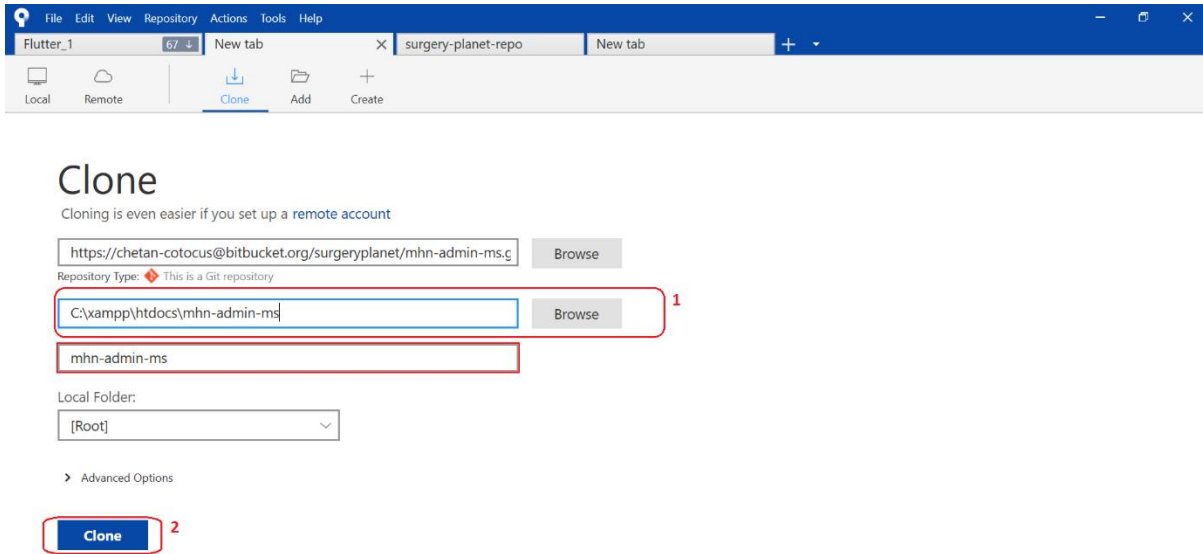 File Edit View Repository Actions Tools Help
Flutter_1 67 ↓ New tab surgery-planet-repo New tab
Local Remote Clone Add Create
Clone
Cloning is even easier if you set up a remote account
https://chetan-cotocus@bitbucket.org/surgeryplanet/mhn-admin-ms.g Browse
Repository Type: This is a Git repository
C:\xampp\htdocs\mhn-admin-ms Browse 1
mhn-admin-ms
Local Folder:
[Root]
Advanced Options
Clone 2